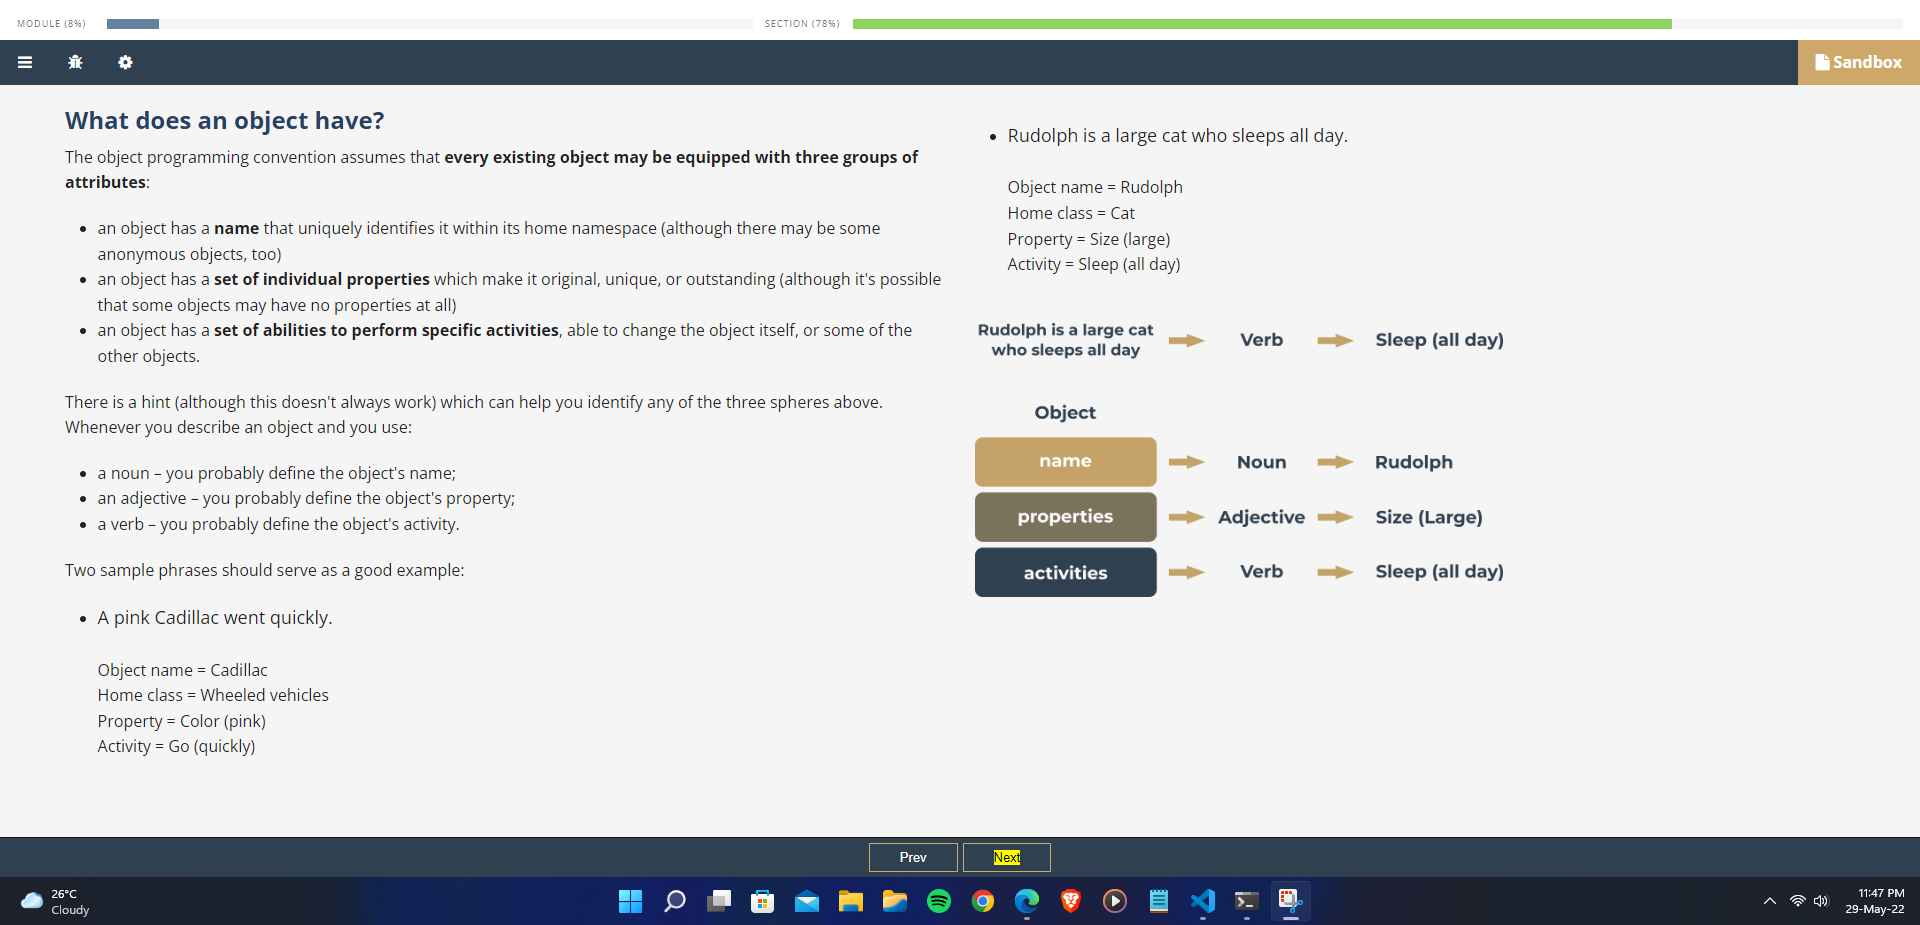 MODULE (8%)
SECTION (78%)
Sandbox
What does an object have?
The object programming convention assumes that every existing object may be equipped with three groups of
attributes:
• an object has a name that uniquely identifies it within its home namespace (although there may be some
anonymous objects, too)
• an object has a set of individual properties which make it original, unique, or outstanding (although it's possible
that some objects may have no properties at all)
• an object has a set of abilities to perform specific activities, able to change the object itself, or some of the
other objects.
There is a hint (although this doesn't always work) which can help you identify any of the three spheres above.
Whenever you describe an object and you use:
• a noun – you probably define the object's name;
• an adjective – you probably define the object's property;
• a verb – you probably define the object's activity.
Two sample phrases should serve as a good example:
• A pink Cadillac went quickly.
Object name = Cadillac
Home class = Wheeled vehicles
Property = Color (pink)
Activity = Go (quickly)
• Rudolph is a large cat who sleeps all day.
Object name = Rudolph
Home class = Cat
Property = Size (large)
Activity = Sleep (all day)
Rudolph is a large cat
who sleeps all day
Verb
Sleep (all day)
Object
name
Noun
Rudolph
properties
Adjective
Size (Large)
activities
Verb
Sleep (all day)
Prev
Next
26°C
Cloudy
11:47 PM
29-May-22